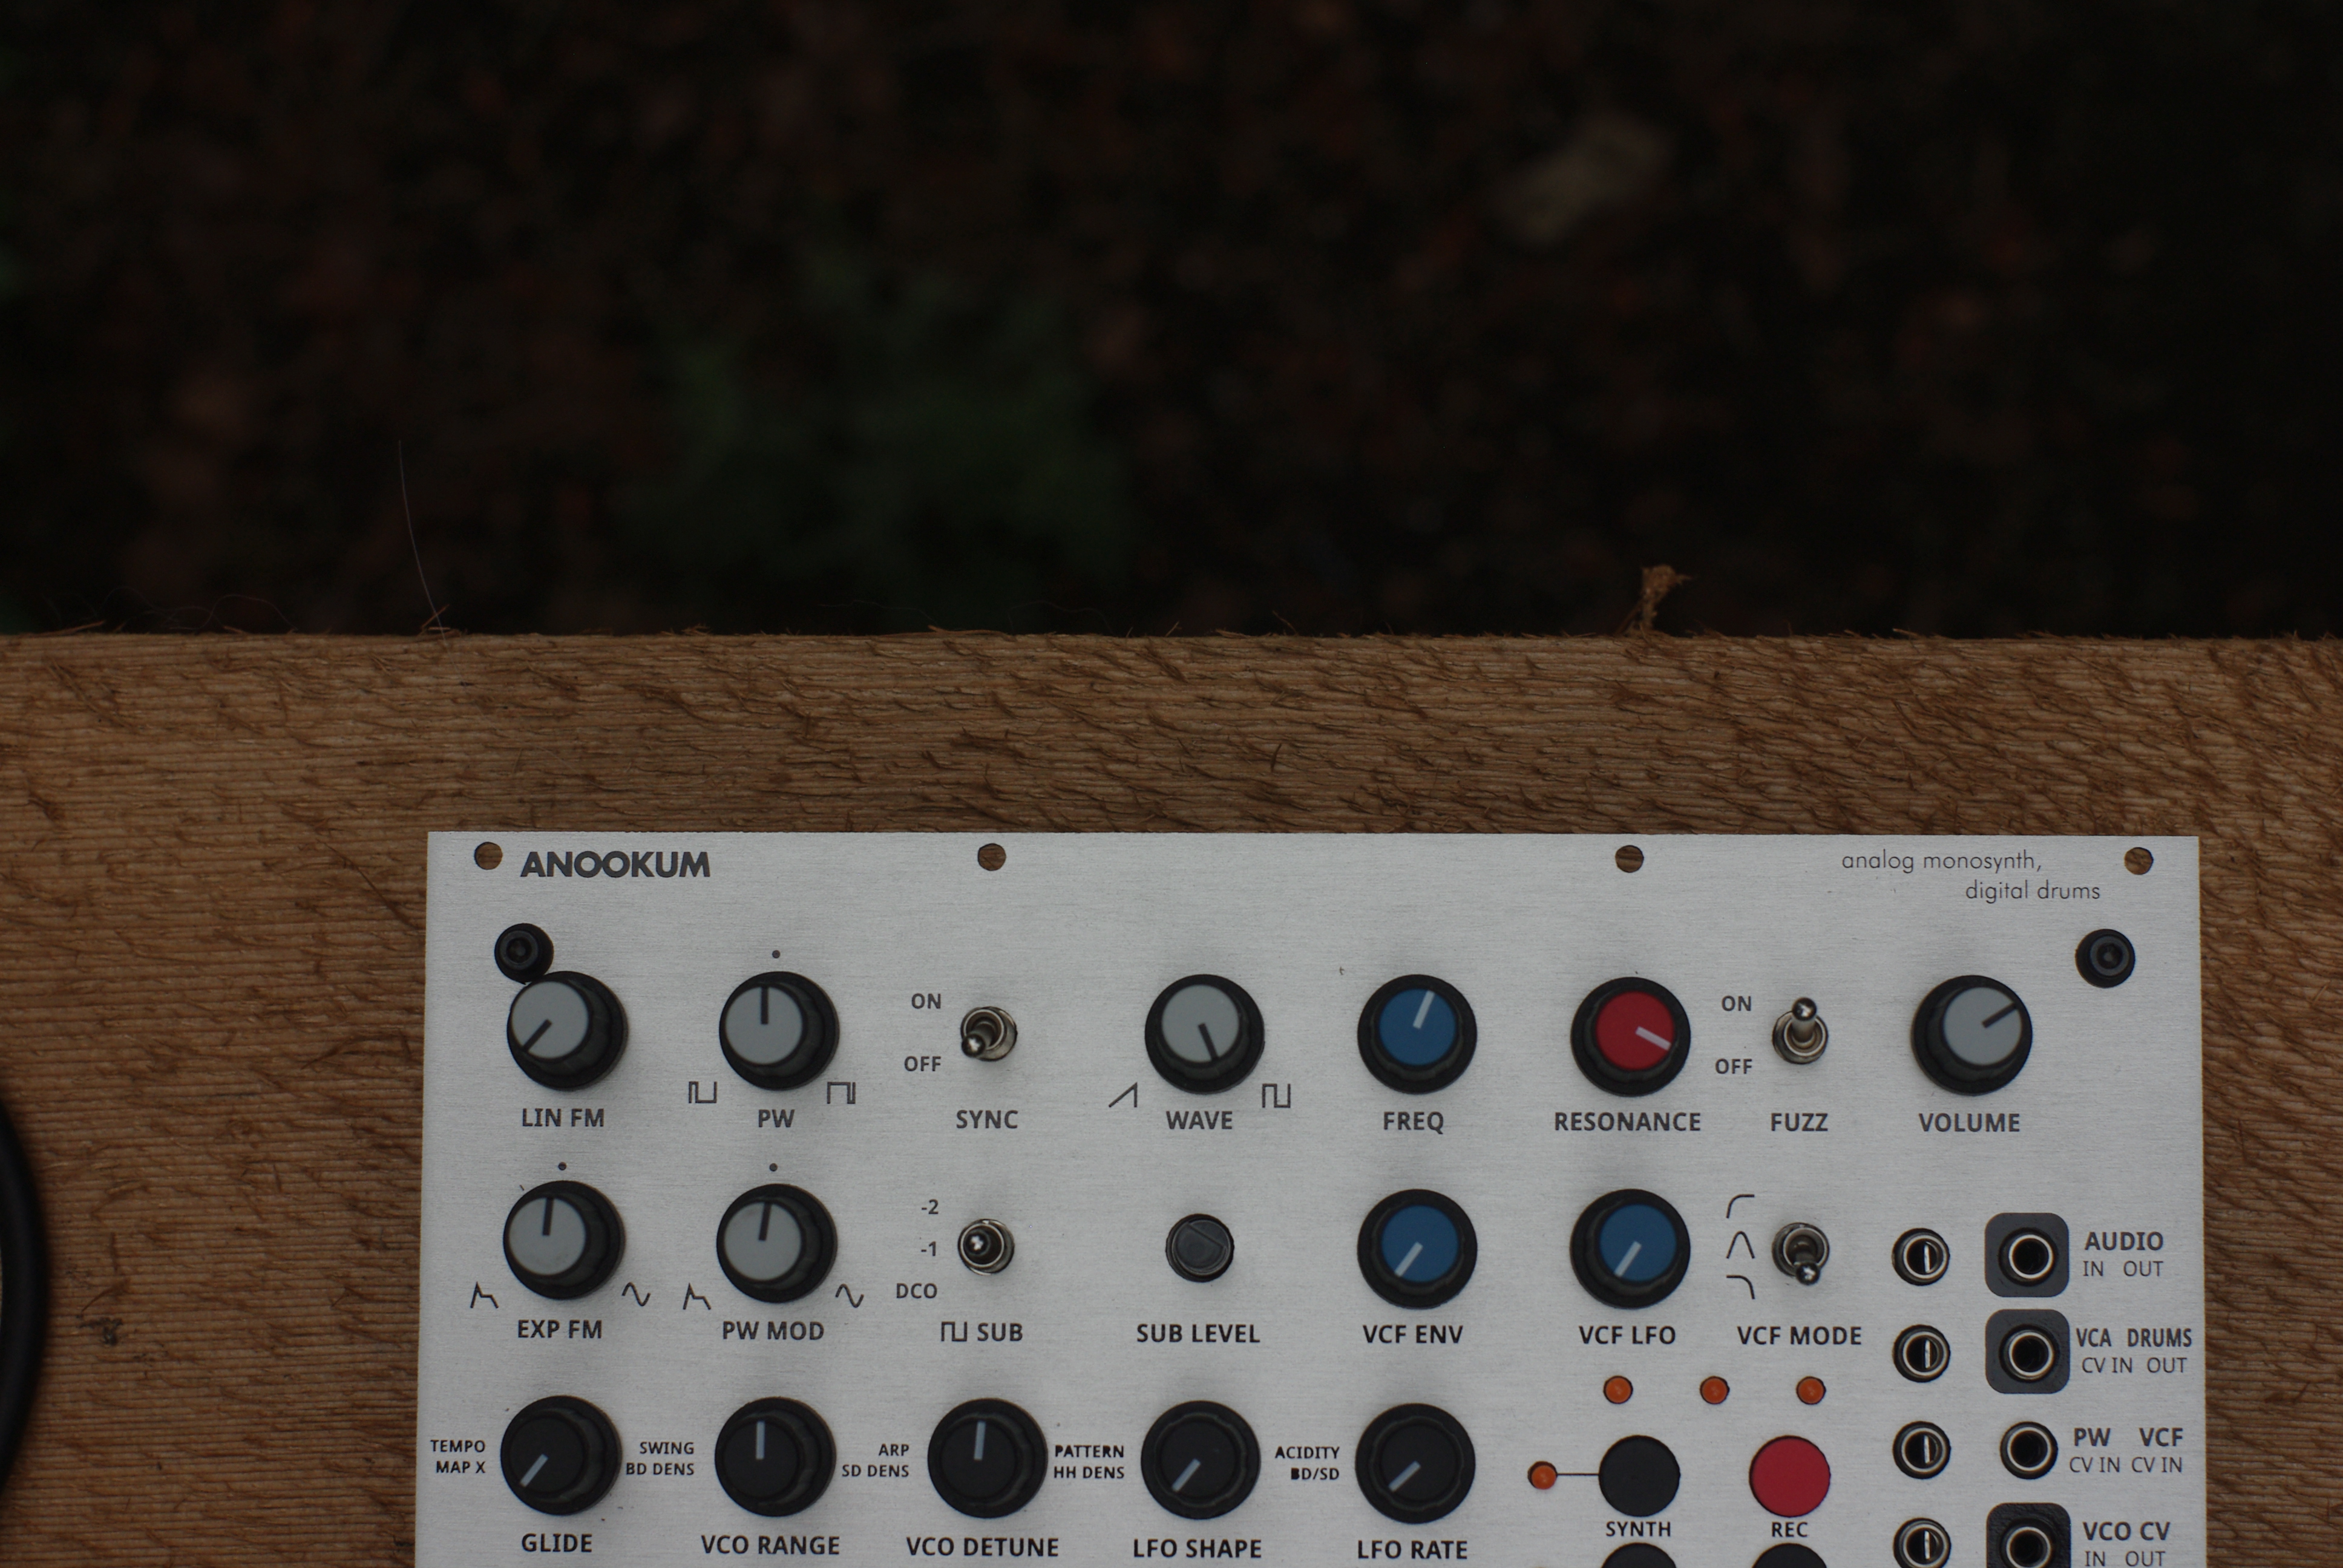 ANOOKUM
analog monosynth,
digital drums
ON
OFF
LIN FM
PW
SYNC
WAVE
FREQ
RESONANCE
ON
OFF
FUZZ
VOLUME
-2
-1
DCO
EXP FM
PW MOD
SUB
SUB LEVEL
VCF ENV
VCF LFO
VCF MODE
AUDIO
IN OUT
VCA DRUMS
CV IN OUT
TEMPO
MAP X
SWING
BD DENS
ARP
SD DENS
PATTERN
HH DENS
ACIDITY
BD/SD
PW VCF
CV IN CV IN
GLIDE
VCO RANGE
VCO DETUNE
LFO SHAPE
LFO RATE
SYNTH
REC
VCO CV
IN OUT